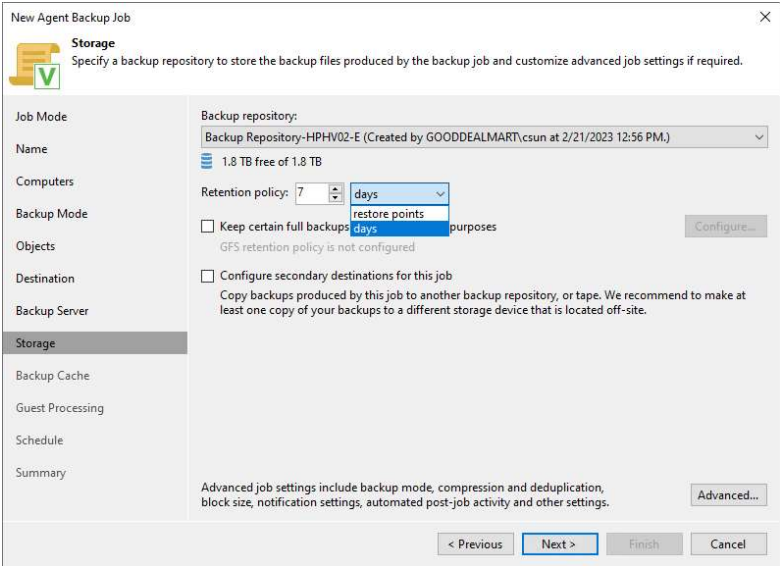 New Agent Backup Job
Storage
Specify a backup repository to store the backup files produced by the backup job and customize advanced job settings if required.
Job Mode
Name
Computers
Backup Mode
Objects
Destination
Backup Server
Storage
Backup Cache
Guest Processing
Schedule
Summary
Backup repository:
Backup Repository-HPHV02-E (Created by GOODDEALMART\csun at 2/21/2023 12:56 PM.)
1.8 TB free of 1.8 TB
Retention policy: 7 days
restore points
days
Keep certain full backups purposes
Configure...
GFS retention policy is not configured
Configure secondary destinations for this job
Copy backups produced by this job to another backup repository, or tape. We recommend to make at
least one copy of your backups to a different storage device that is located off-site.
Advanced job settings include backup mode, compression and deduplication,
block size, notification settings, automated post-job activity and other settings.
Advanced...
< Previous
Next >
Finish
Cancel